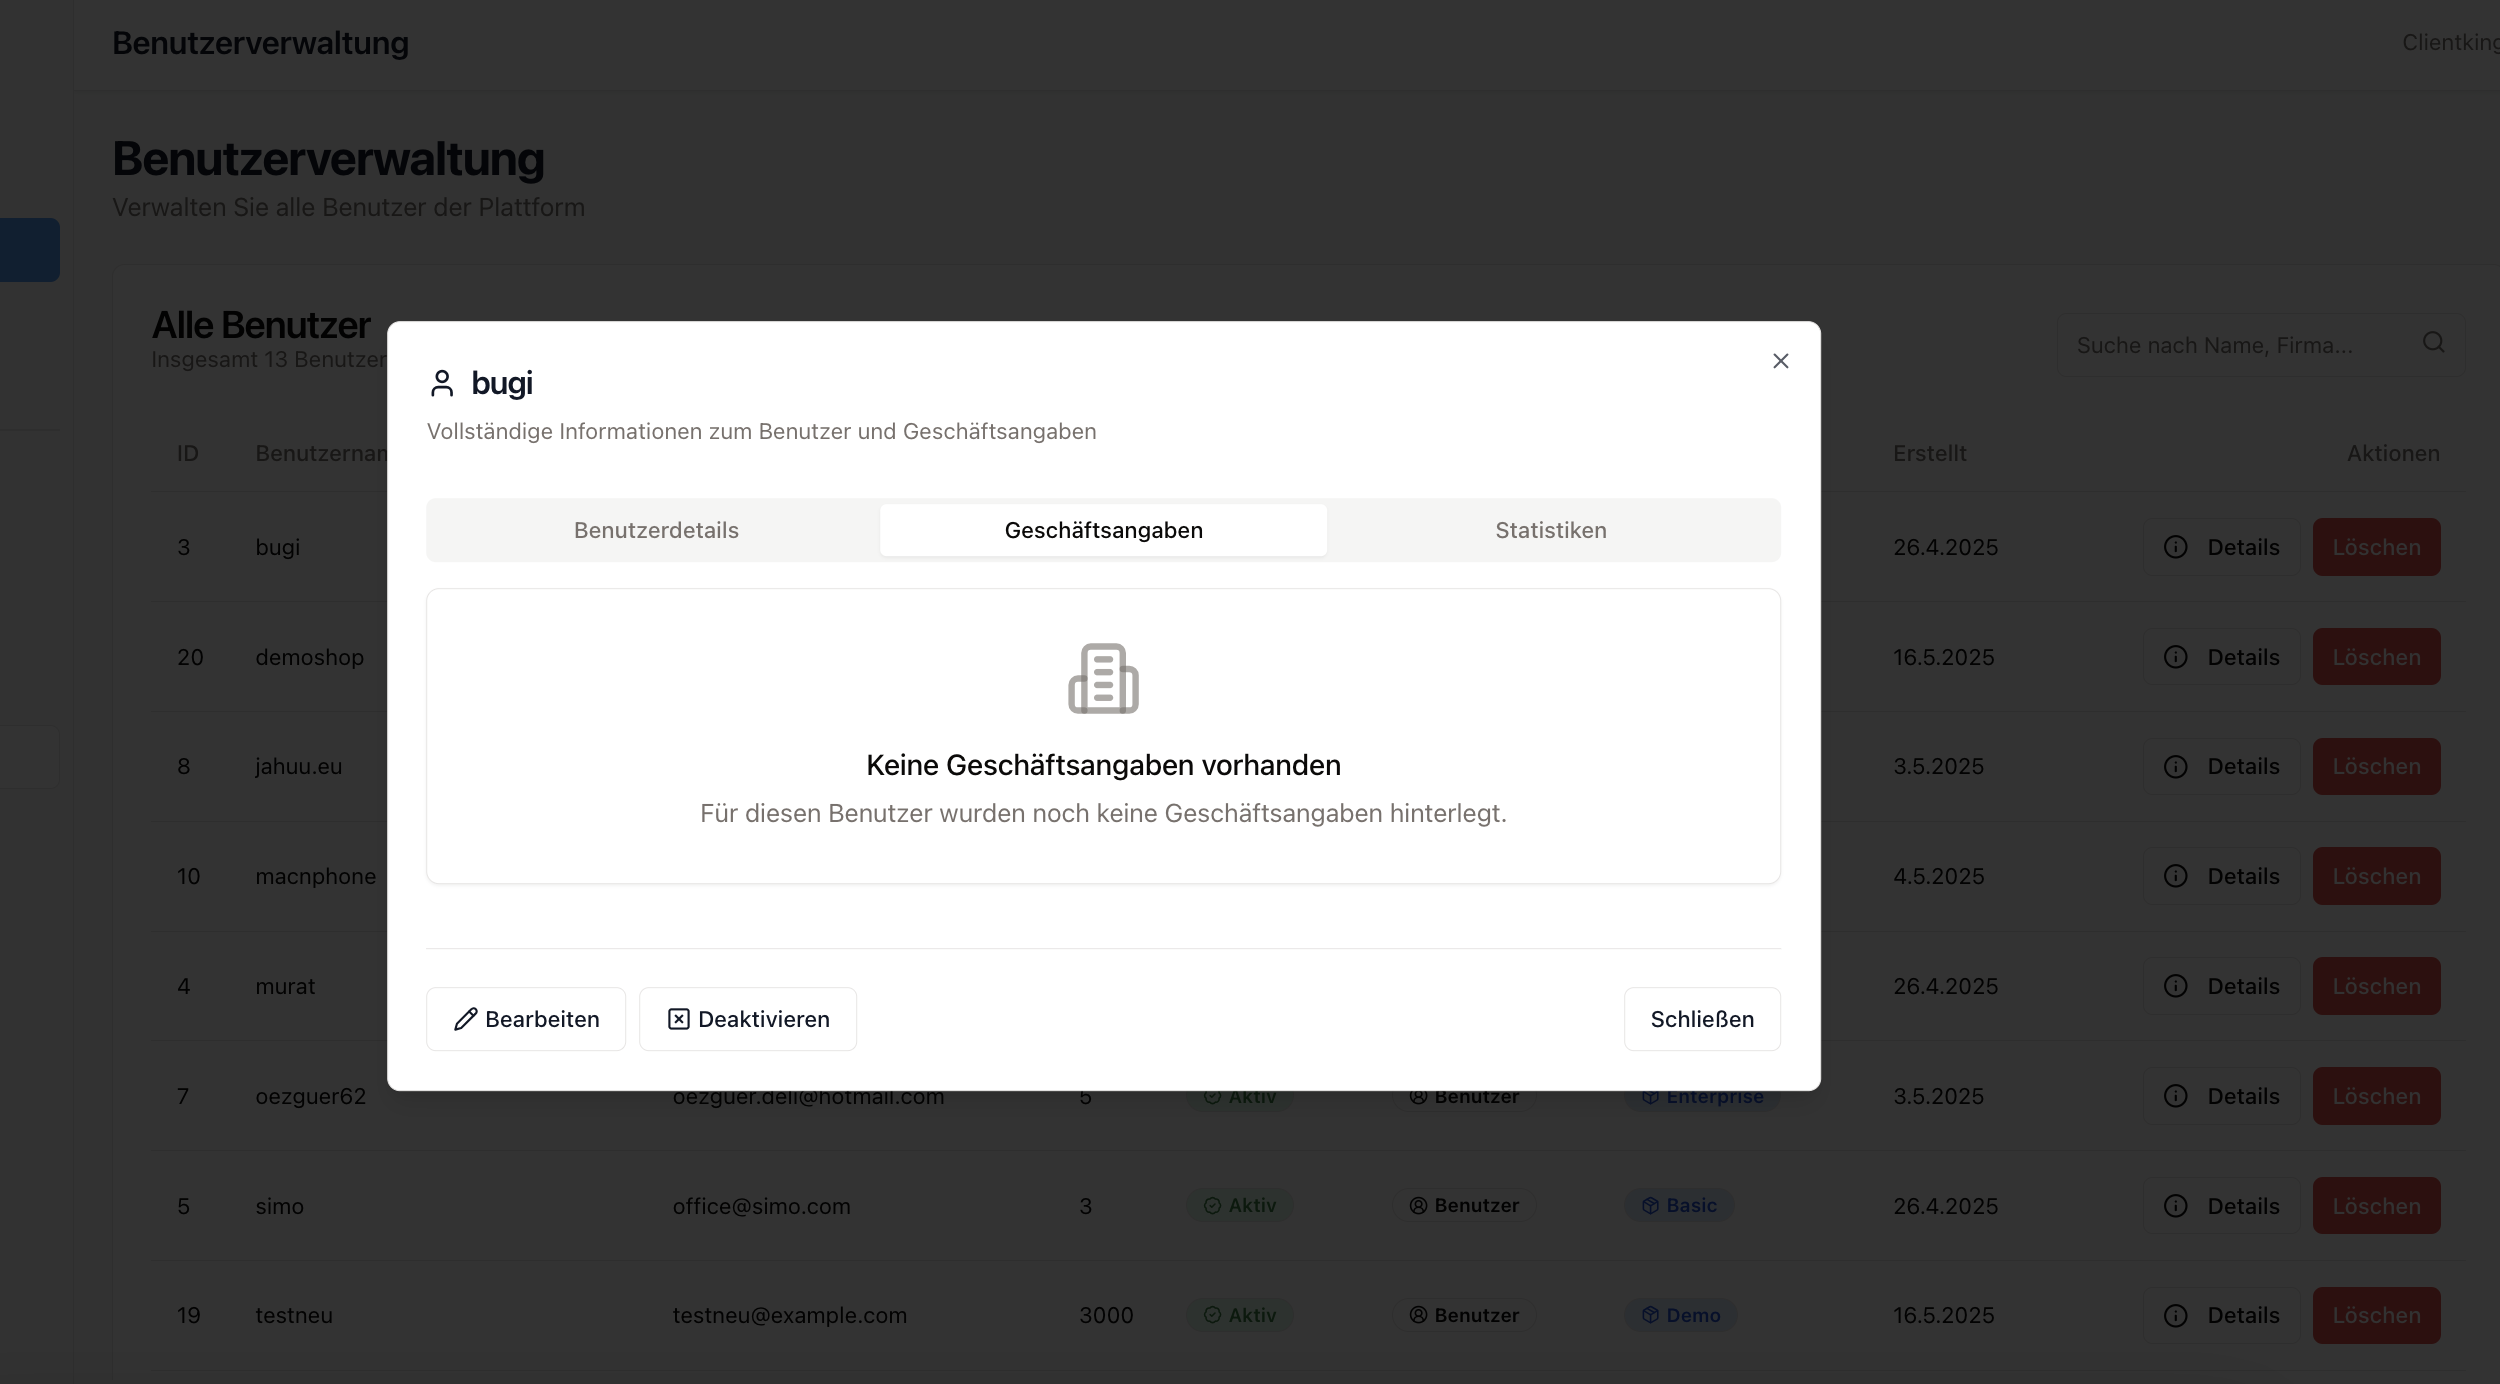 Benutzerverwaltung
Benutzerverwaltung
Verwalten Sie alle Benutzer der Plattform
Alle Benutzer
Insgesamt 13 Benutzer
Suche nach Name, Firma...
ID
Erstellt Aktionen
bugi
Vollständige Informationen zum Benutzer und Geschäftsangaben
Benutzerdetails Geschäftsangaben Statistiken
Keine Geschäftsangaben vorhanden
Für diesen Benutzer wurden noch keine Geschäftsangaben hinterlegt.
Bearbeiten Deaktivieren Schließen
3 bugi 26.4.2025 Details Löschen
20 demoshop 16.5.2025 Details Löschen
8 jahuu.eu 3.5.2025 Details Löschen
10 macnphone 4.5.2025 Details Löschen
4 murat 26.4.2025 Details Löschen
7 oezguer62 oezguer.deli@hotmail.com 5 Aktiv Benutzer Enterprise 3.5.2025 Details Löschen
5 simo office@simo.com 3 Aktiv Benutzer Basic 26.4.2025 Details Löschen
19 testneu testneu@example.com 3000 Aktiv Benutzer Demo 16.5.2025 Details Löschen